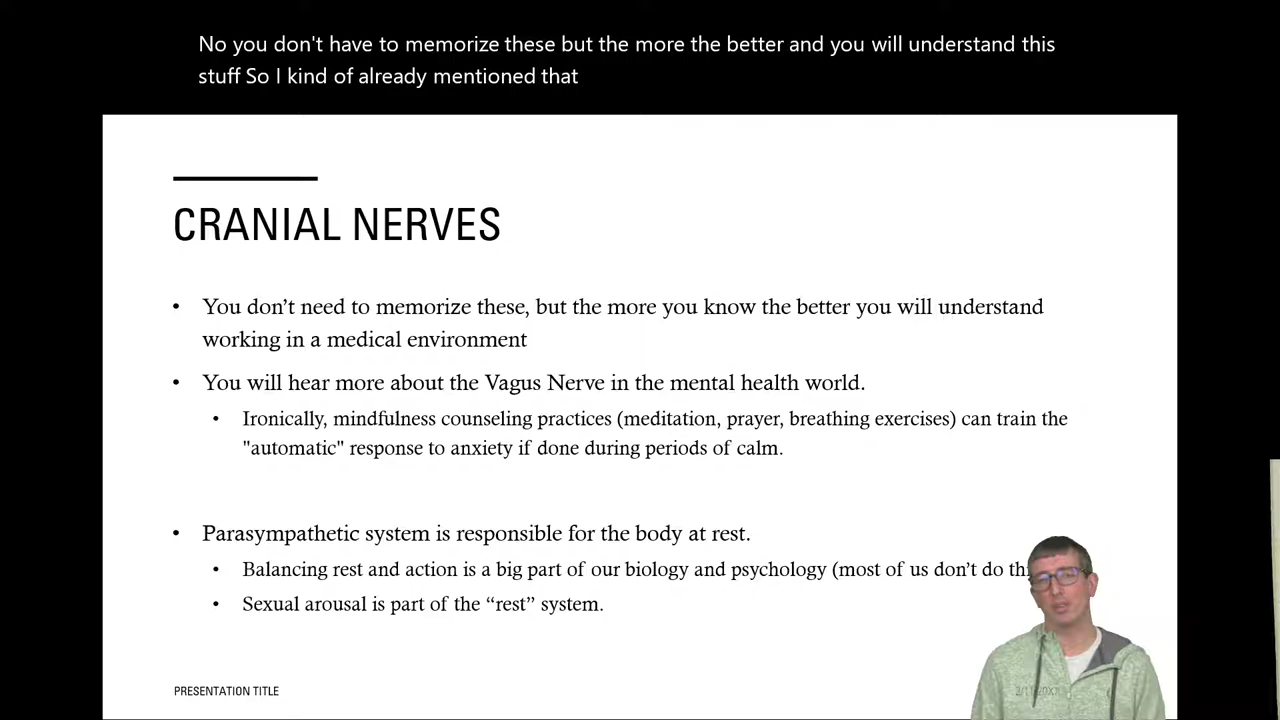 No you don't have to memorize these but the more the better and you will understand this
stuff So I kind of already mentioned that
CRANIAL NERVES
• You don’t need to memorize these, but the more you know the better you will understand
working in a medical environment
• You will hear more about the Vagus Nerve in the mental health world.
• Ironically, mindfulness counseling practices (meditation, prayer, breathing exercises) can train the
"automatic" response to anxiety if done during periods of calm.
• Parasympathetic system is responsible for the body at rest.
• Balancing rest and action is a big part of our biology and psychology (most of us don’t do
• Sexual arousal is part of the “rest” system.
PRESENTATION TITLE